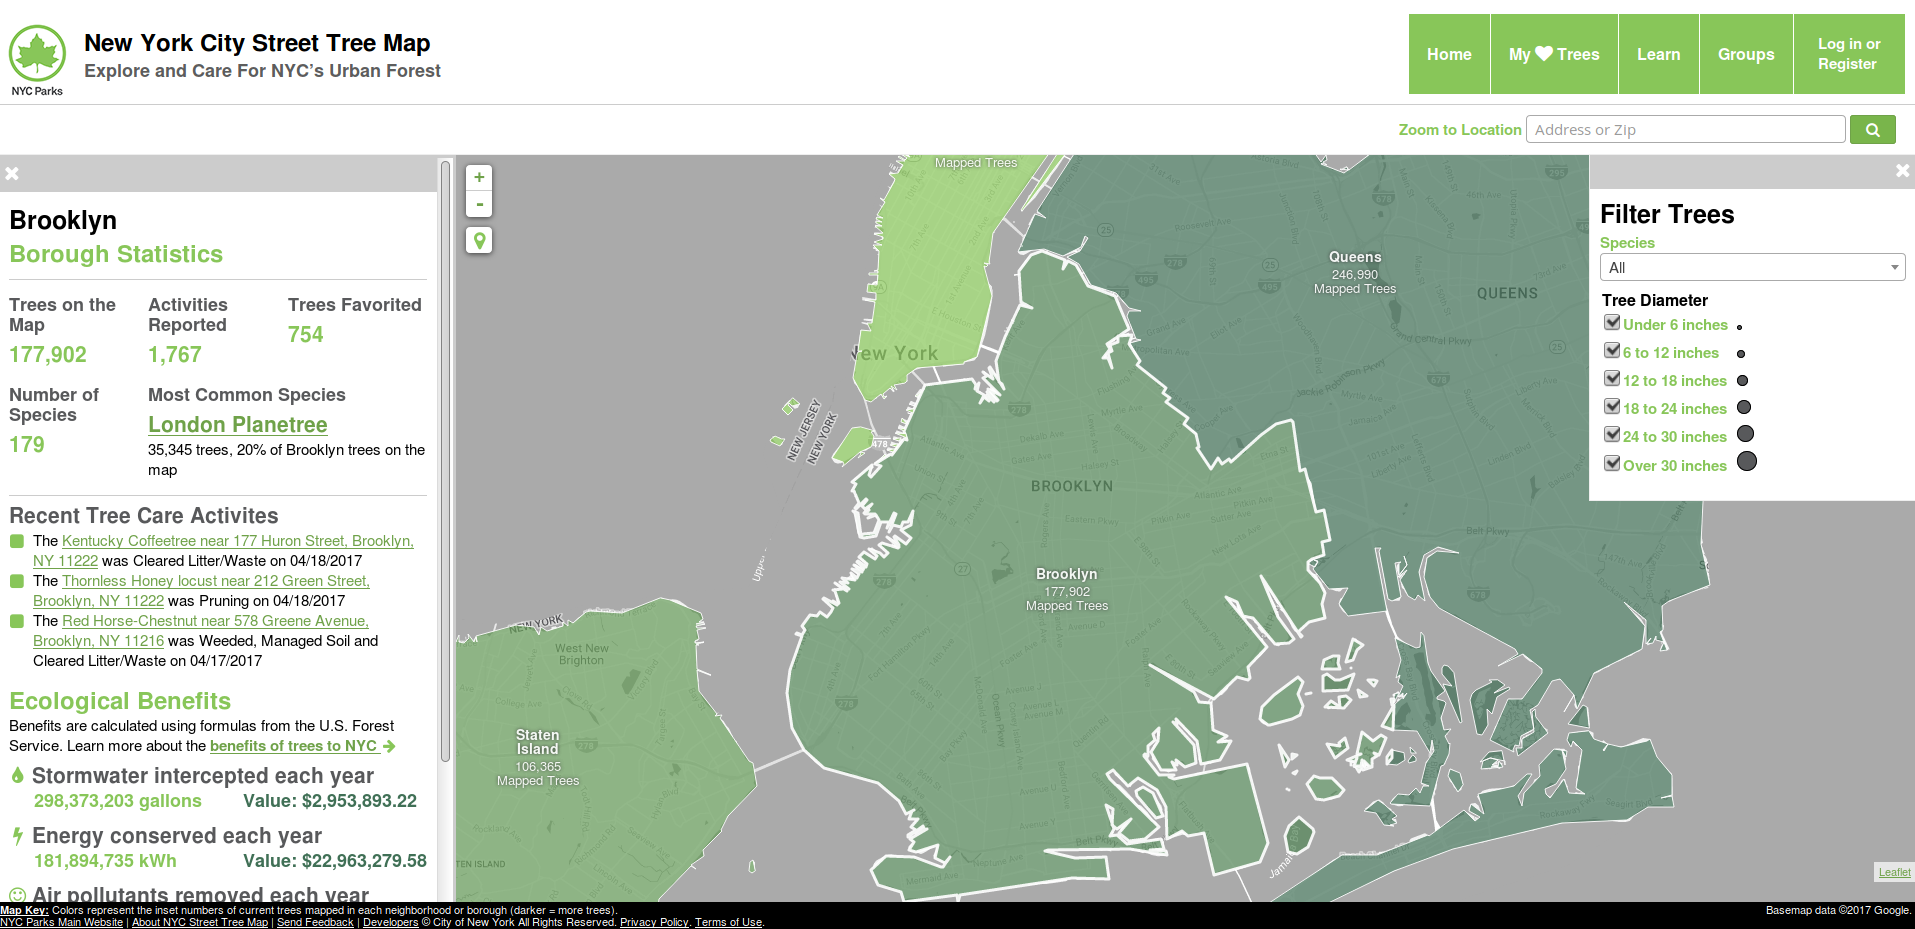 New York City Street Tree Map
Explore and Care For NYC's Urban Forest
NYC Parks
Home
My Trees
Learn
Groups
Log in or
Register
Zoom to Location
Address or Zip
Brooklyn
Borough Statistics
Trees on the
Map
177,902
Activities
Reported
1,767
Trees Favorited
754
Number of
Species
179
Most Common Species
London Planetree
35,345 trees, 20% of Brooklyn trees on the
map
Recent Tree Care Activites
The Kentucky Coffeetree near 177 Huron Street, Brooklyn,
NY 11222 was Cleared Litter/Waste on 04/18/2017
The Thornless Honey locust near 212 Green Street,
Brooklyn, NY 11222 was Pruning on 04/18/2017
The Red Horse-Chestnut near 578 Greene Avenue,
Brooklyn, NY 11216 was Weeded, Managed Soil and
Cleared Litter/Waste on 04/17/2017
Ecological Benefits
Benefits are calculated using formulas from the U.S. Forest
Service. Learn more about the benefits of trees to NYC
Stormwater intercepted each year
298,373,203 gallons Value: $2,953,893.22
Energy conserved each year
181,894,735 kWh Value: $22,963,279.58
Air pollutants removed each year
+
-
Mapped Trees
New York
NEW JERSEY
NEW YORK
478
Queens
246,990
Mapped Trees
QUEENS
BROOKLYN
Brooklyn
177,902
Mapped Trees
NEW YORK
West New
Brighton
Staten
Island
106,365
Mapped Trees
TEN ISLAND
278
27
25
495
678
Belt Pkwy
Filter Trees
Species
All
Tree Diameter
Under 6 inches
6 to 12 inches
12 to 18 inches
18 to 24 inches
24 to 30 inches
Over 30 inches
Leaflet
Map Key: Colors represent the inset numbers of current trees mapped in each neighborhood or borough (darker = more trees).
Basemap data ©2017 Google.
NYC Parks Main Website | About NYC Street Tree Map | Send Feedback | Developers © City of New York All Rights Reserved. Privacy Policy. Terms of Use.